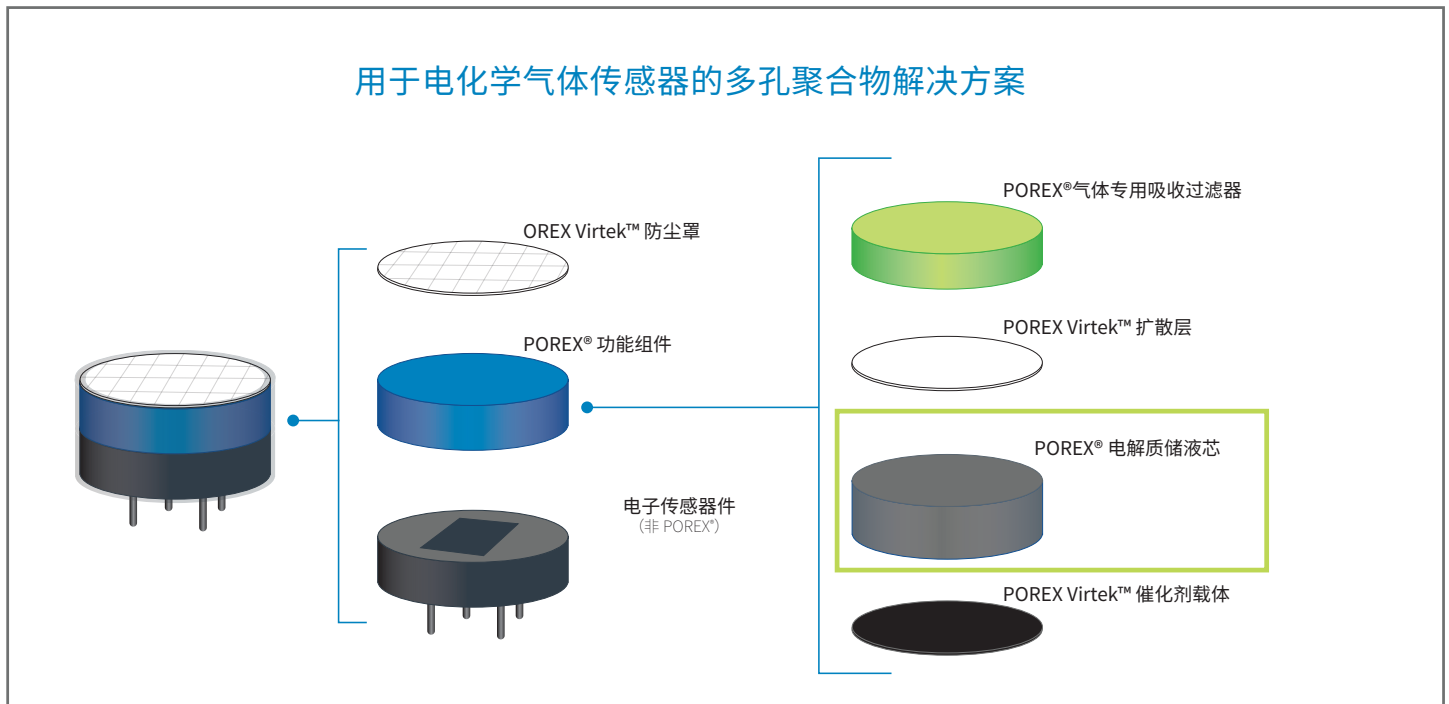 用于电化学气体传感器的多孔聚合物解决方案
OREX Virtek™ 防尘罩
POREX® 功能组件
电子传感器件
（非 POREX®）
POREX®气体专用吸收过滤器
POREX Virtek™ 扩散层
POREX® 电解质储液芯
POREX Virtek™ 催化剂载体